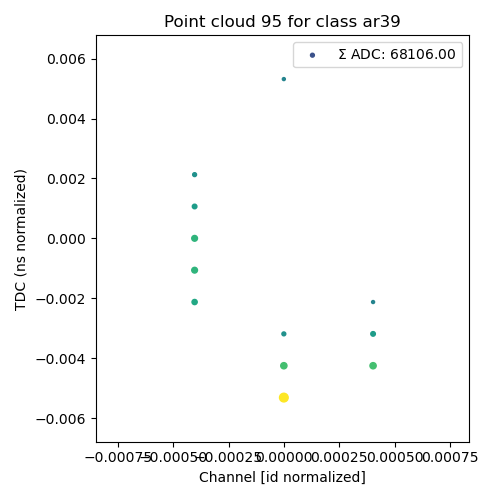 Point cloud 95 for class ar39
Σ ADC: 68106.00
TDC (ns normalized)
0.006
0.004
0.002
0.000
−0.002
−0.004
−0.006
−0.00075 −0.00050 −0.00025 0.00000 0.00025 0.00050 0.00075
Channel [id normalized]